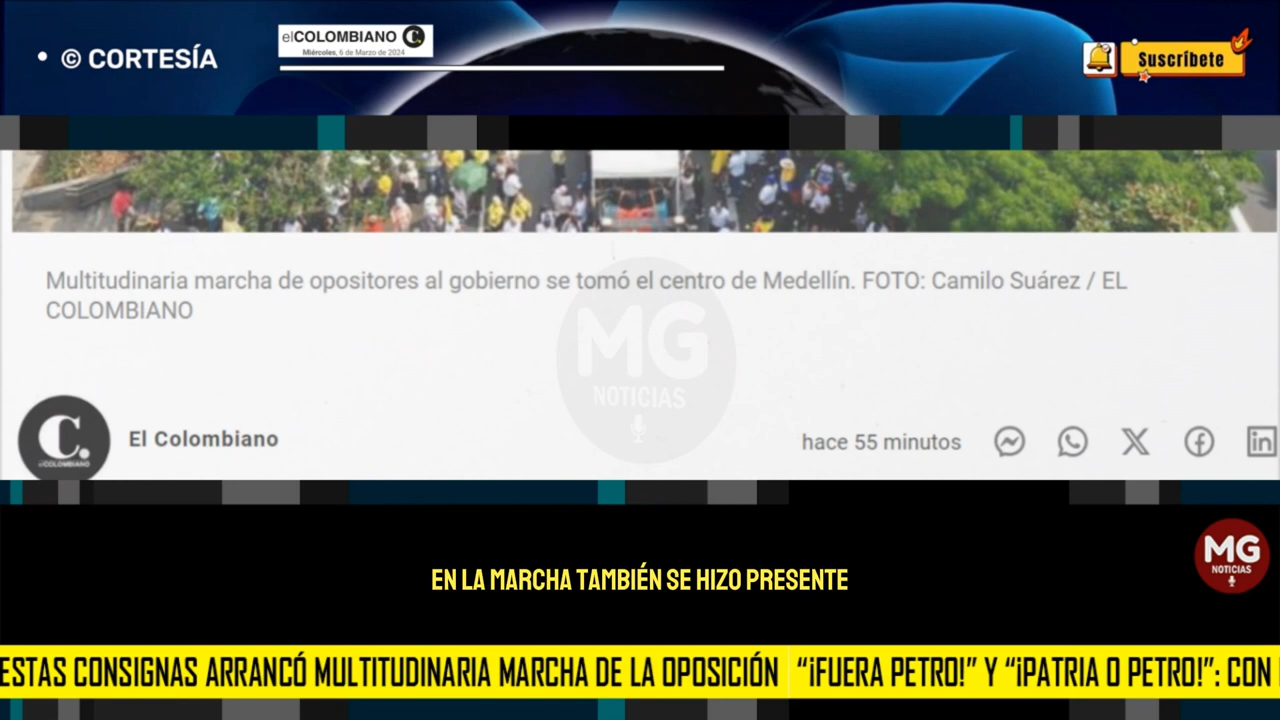 • © CORTESÍA
elCOLOMBIANO C.
Miércoles, 6 de Marzo de 2024
Suscríbete
Multitudinaria marcha de opositores al gobierno se tomó el centro de Medellín. FOTO: Camilo Suárez / EL
COLOMBIANO
MG
NOTICIAS
C.
elCOLOMBIANO
El Colombiano
hace 55 minutos
EN LA MARCHA TAMBIÉN SE HIZO PRESENTE
MG
NOTICIAS
ESTAS CONSIGNAS ARRANCÓ MULTITUDINARIA MARCHA DE LA OPOSICIÓN “¡FUERA PETRO!” Y “¡PATRIA O PETRO!”: CON